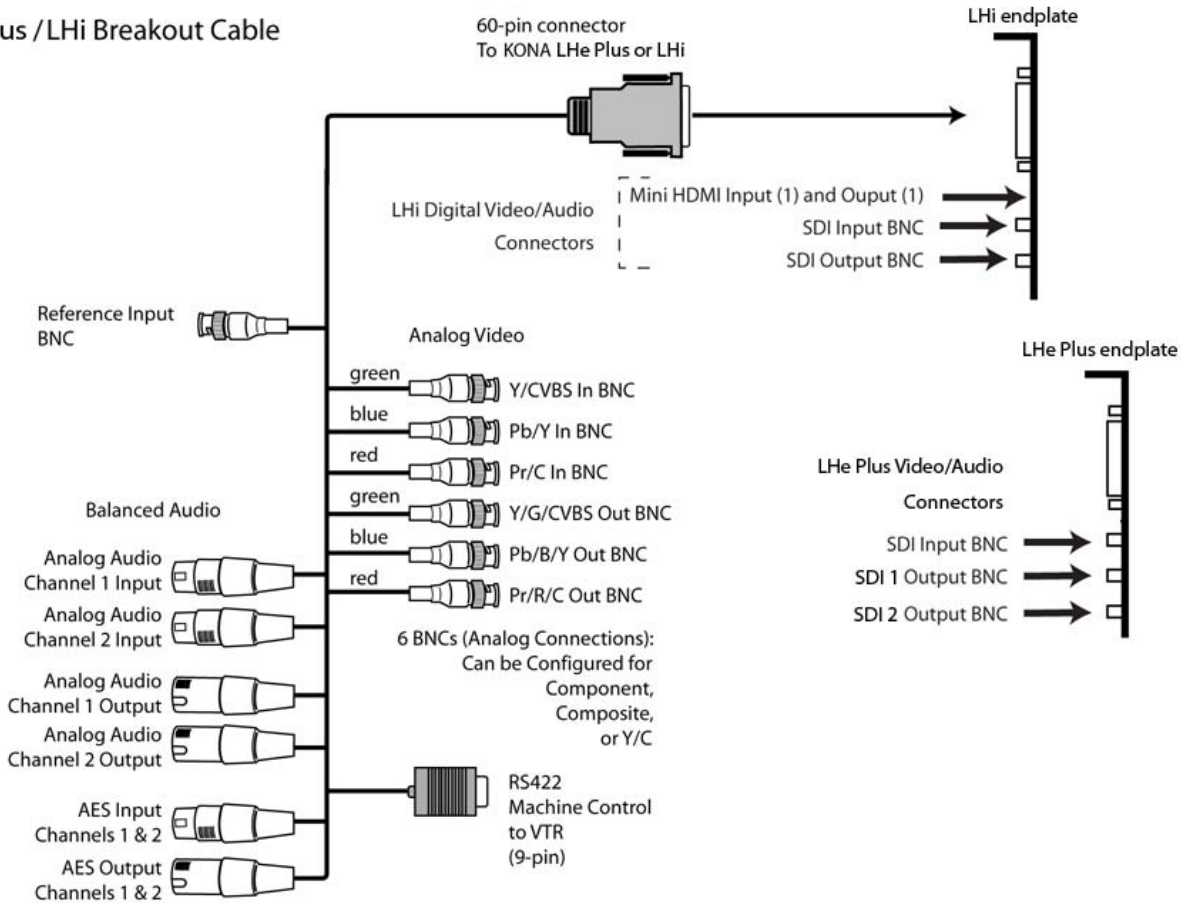 us / LHi Breakout Cable
60-pin connector
To KONA LHe Plus or LHi
LHi endplate
LHi Digital Video/Audio
Connectors
Mini HDMI Input (1) and Ouput (1)
SDI Input BNC
SDI Output BNC
Reference Input
BNC
Analog Video
green
Y/CVBS In BNC
blue
Pb/Y In BNC
red
Pr/C In BNC
green
Y/G/CVBS Out BNC
blue
Pb/B/Y Out BNC
red
Pr/R/C Out BNC
6 BNCs (Analog Connections):
Can be Configured for
Component,
Composite,
or Y/C
LHe Plus endplate
LHe Plus Video/Audio
Connectors
SDI Input BNC
SDI 1 Output BNC
SDI 2 Output BNC
Balanced Audio
Analog Audio
Channel 1 Input
Analog Audio
Channel 2 Input
Analog Audio
Channel 1 Output
Analog Audio
Channel 2 Output
AES Input
Channels 1 & 2
AES Output
Channels 1 & 2
RS422
Machine Control
to VTR
(9-pin)